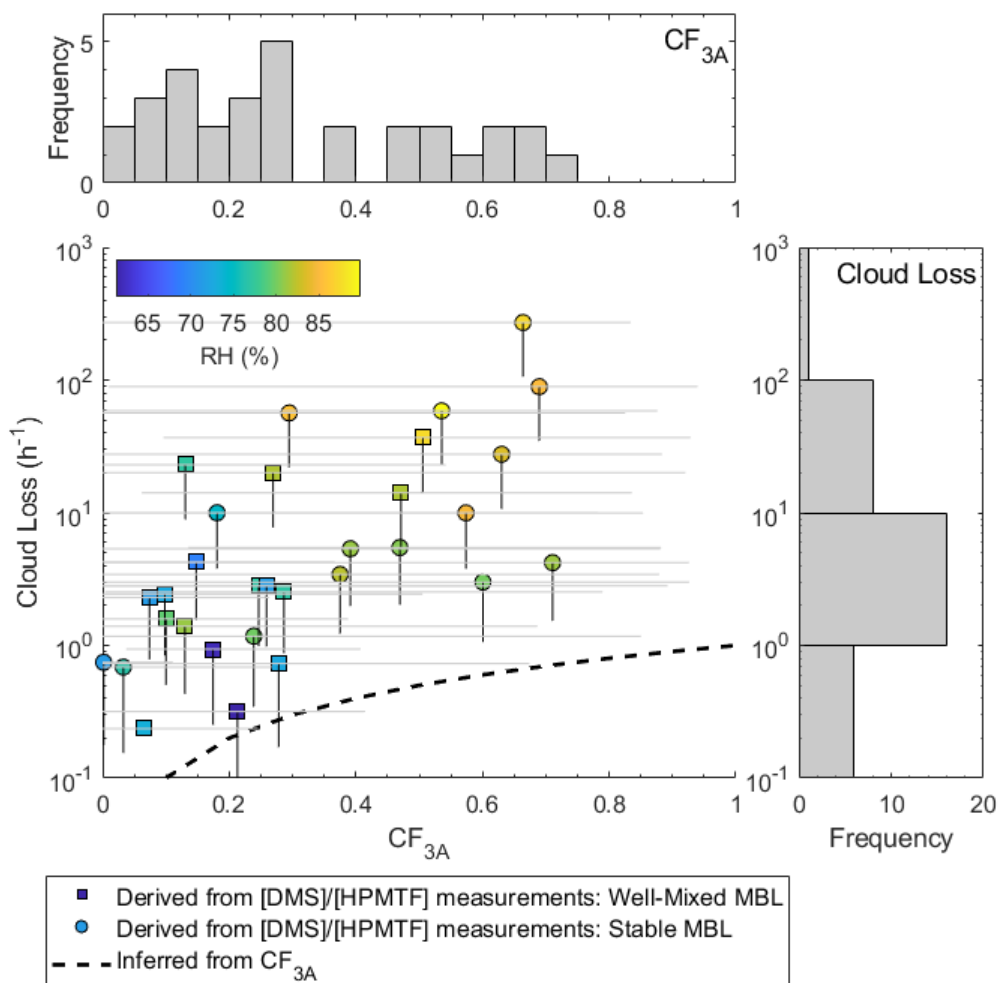 CF3A
Frequency
5
0
0 0.2 0.4 0.6 0.8 1
10^3
10^2
10^1
10^0
10^-1
Cloud Loss (h^-1)
65 70 75 80 85
RH (%)
0 0.2 0.4 0.6 0.8 1
CF3A
Cloud Loss
10^3
10^2
10^1
10^0
10^-1
0 10 20
Frequency
Derived from [DMS]/[HPMTF] measurements: Well-Mixed MBL
Derived from [DMS]/[HPMTF] measurements: Stable MBL
Inferred from CF3A